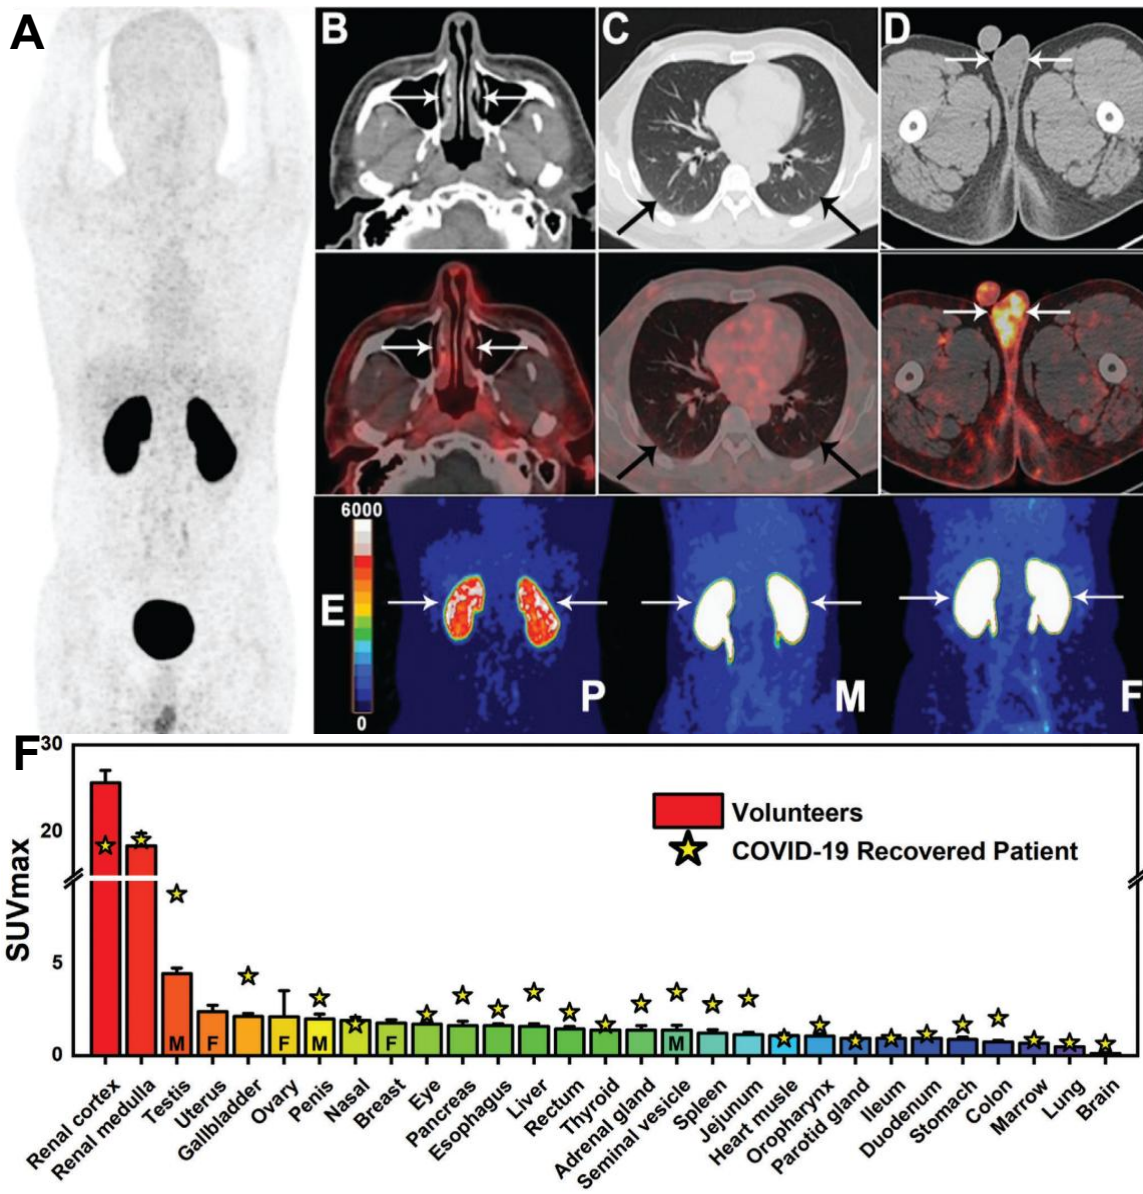 A
B
C
D
6000
E
0
P
M
F
F
30
20
5
0
SUVmax
Volunteers
COVID-19 Recovered Patient
M
F
F
M
F
M
Renal cortex
Renal medulla
Testis
Uterus
Gallbladder
Ovary
Penis
Nasal
Breast
Eye
Pancreas
Esophagus
Liver
Rectum
Thyroid
Adrenal gland
Seminal vesicle
Spleen
Jejunum
Heart musle
Oropharynx
Parotid gland
Ileum
Duodenum
Stomach
Colon
Marrow
Lung
Brain